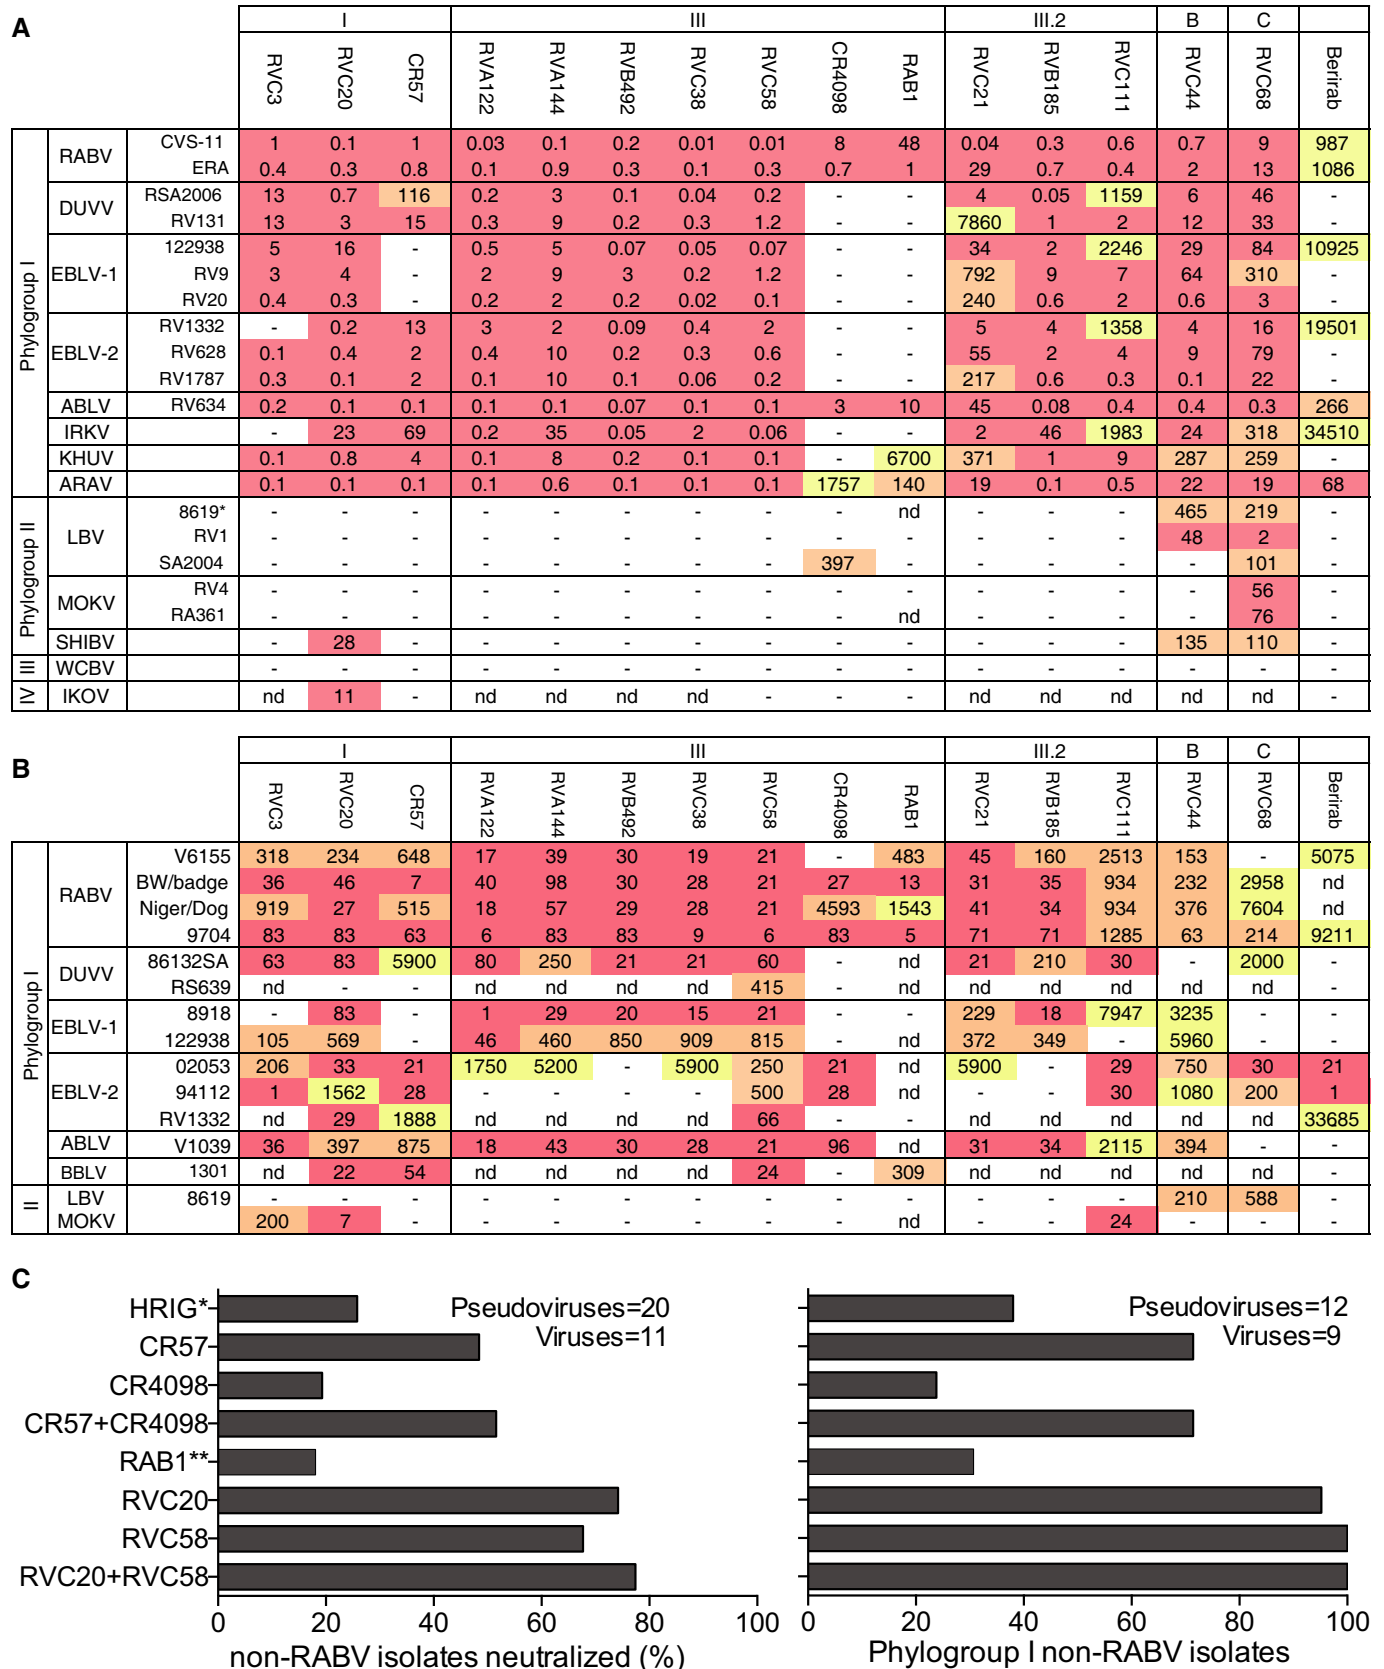 A
I III III.2 B C
RVC3 RVC20 CR57 RVA122 RVA144 RVB492 RVC38 RVC58 CR4098 RAB1 RVC21 RVB185 RVC111 RVC44 RVC68 Berirab
Phylogroup I
RABV CVS-11 1 0.1 1 0.03 0.1 0.2 0.01 0.01 8 48 0.04 0.3 0.6 0.7 9 987
ERA 0.4 0.3 0.8 0.1 0.9 0.3 0.1 0.3 0.7 1 29 0.7 0.4 2 13 1086
DUVV RSA2006 13 0.7 116 0.2 3 0.1 0.04 0.2 - - 4 0.05 1159 6 46 -
RV131 13 3 15 0.3 9 0.2 0.3 1.2 - - 7860 1 2 12 33 -
EBLV-1 122938 5 16 - 0.5 5 0.07 0.05 0.07 - - 34 2 2246 29 84 10925
RV9 3 4 - 2 9 3 0.2 1.2 - - 792 9 7 64 310 -
RV20 0.4 0.3 - 0.2 2 0.2 0.02 0.1 - - 240 0.6 2 0.6 3 -
EBLV-2 RV1332 - 0.2 13 3 2 0.09 0.4 2 - - 5 4 1358 4 16 19501
RV628 0.1 0.4 2 0.4 10 0.2 0.3 0.6 - - 55 2 4 9 79 -
RV1787 0.3 0.1 2 0.1 10 0.1 0.06 0.2 - - 217 0.6 0.3 0.1 22 -
ABLV RV634 0.2 0.1 0.1 0.1 0.1 0.07 0.1 0.1 3 10 45 0.08 0.4 0.4 0.3 266
IRKV - 23 69 0.2 35 0.05 2 0.06 - - 2 46 1983 24 318 34510
KHUV 0.1 0.8 4 0.1 8 0.2 0.1 0.1 - 6700 371 1 9 287 259 -
ARAV 0.1 0.1 0.1 0.1 0.6 0.1 0.1 0.1 1757 140 19 0.1 0.5 22 19 68
Phylogroup II
LBV 8619* - - - - - - - - - nd - - - 465 219 -
RV1 - - - - - - - - - - - - - 48 2 -
SA2004 - - - - - - - - 397 - - - - - 101 -
MOKV RV4 - - - - - - - - - - - - - - 56 -
RA361 - - - - - - - - - nd - - - - 76 -
SHIBV - 28 - - - - - - - - - - - 135 110 -
III WCBV - - - - - - - - - - - - - - - -
IV IKOV nd 11 - nd nd nd nd - - - nd nd nd nd nd -
B
I III III.2 B C
RVC3 RVC20 CR57 RVA122 RVA144 RVB492 RVC38 RVC58 CR4098 RAB1 RVC21 RVB185 RVC111 RVC44 RVC68 Berirab
Phylogroup I
RABV V6155 318 234 648 17 39 30 19 21 - 483 45 160 2513 153 - 5075
BW/badge 36 46 7 40 98 30 28 21 27 13 31 35 934 232 2958 nd
Niger/Dog 919 27 515 18 57 29 28 21 4593 1543 41 34 934 376 7604 nd
9704 83 83 63 6 83 83 9 6 83 5 71 71 1285 63 214 9211
DUVV 86132SA 63 83 5900 80 250 21 21 60 - nd 21 210 30 - 2000 -
RS639 nd - - nd nd nd nd 415 - nd nd nd nd nd nd -
EBLV-1 8918 - 83 - 1 29 20 15 21 - nd 229 18 7947 3235 - -
122938 105 569 - 46 460 850 909 815 - nd 372 349 - 5960 - -
EBLV-2 02053 206 33 21 1750 5200 - 5900 250 21 nd 5900 - 29 750 30 21
94112 1 1562 28 - - - - 500 28 nd - - 30 1080 200 1
RV1332 nd 29 1888 nd nd nd nd 66 - - nd nd nd nd nd 33685
ABLV V1039 36 397 875 18 43 30 28 21 96 nd 31 34 2115 394 - -
BBLV 1301 nd 22 54 nd nd nd nd 24 - 309 nd nd nd nd nd -
II
LBV 8619 - - - - - - - - - - - - - 210 588 -
MOKV 200 7 - - - - - - - nd - - 24 - - -
C
HRIG*
CR57
CR4098
CR57+CR4098
RAB1**
RVC20
RVC58
RVC20+RVC58
Pseudoviruses=20
Viruses=11
0 20 40 60 80 100
non-RABV isolates neutralized (%)
Pseudoviruses=12
Viruses=9
0 20 40 60 80 100
Phylogroup I non-RABV isolates